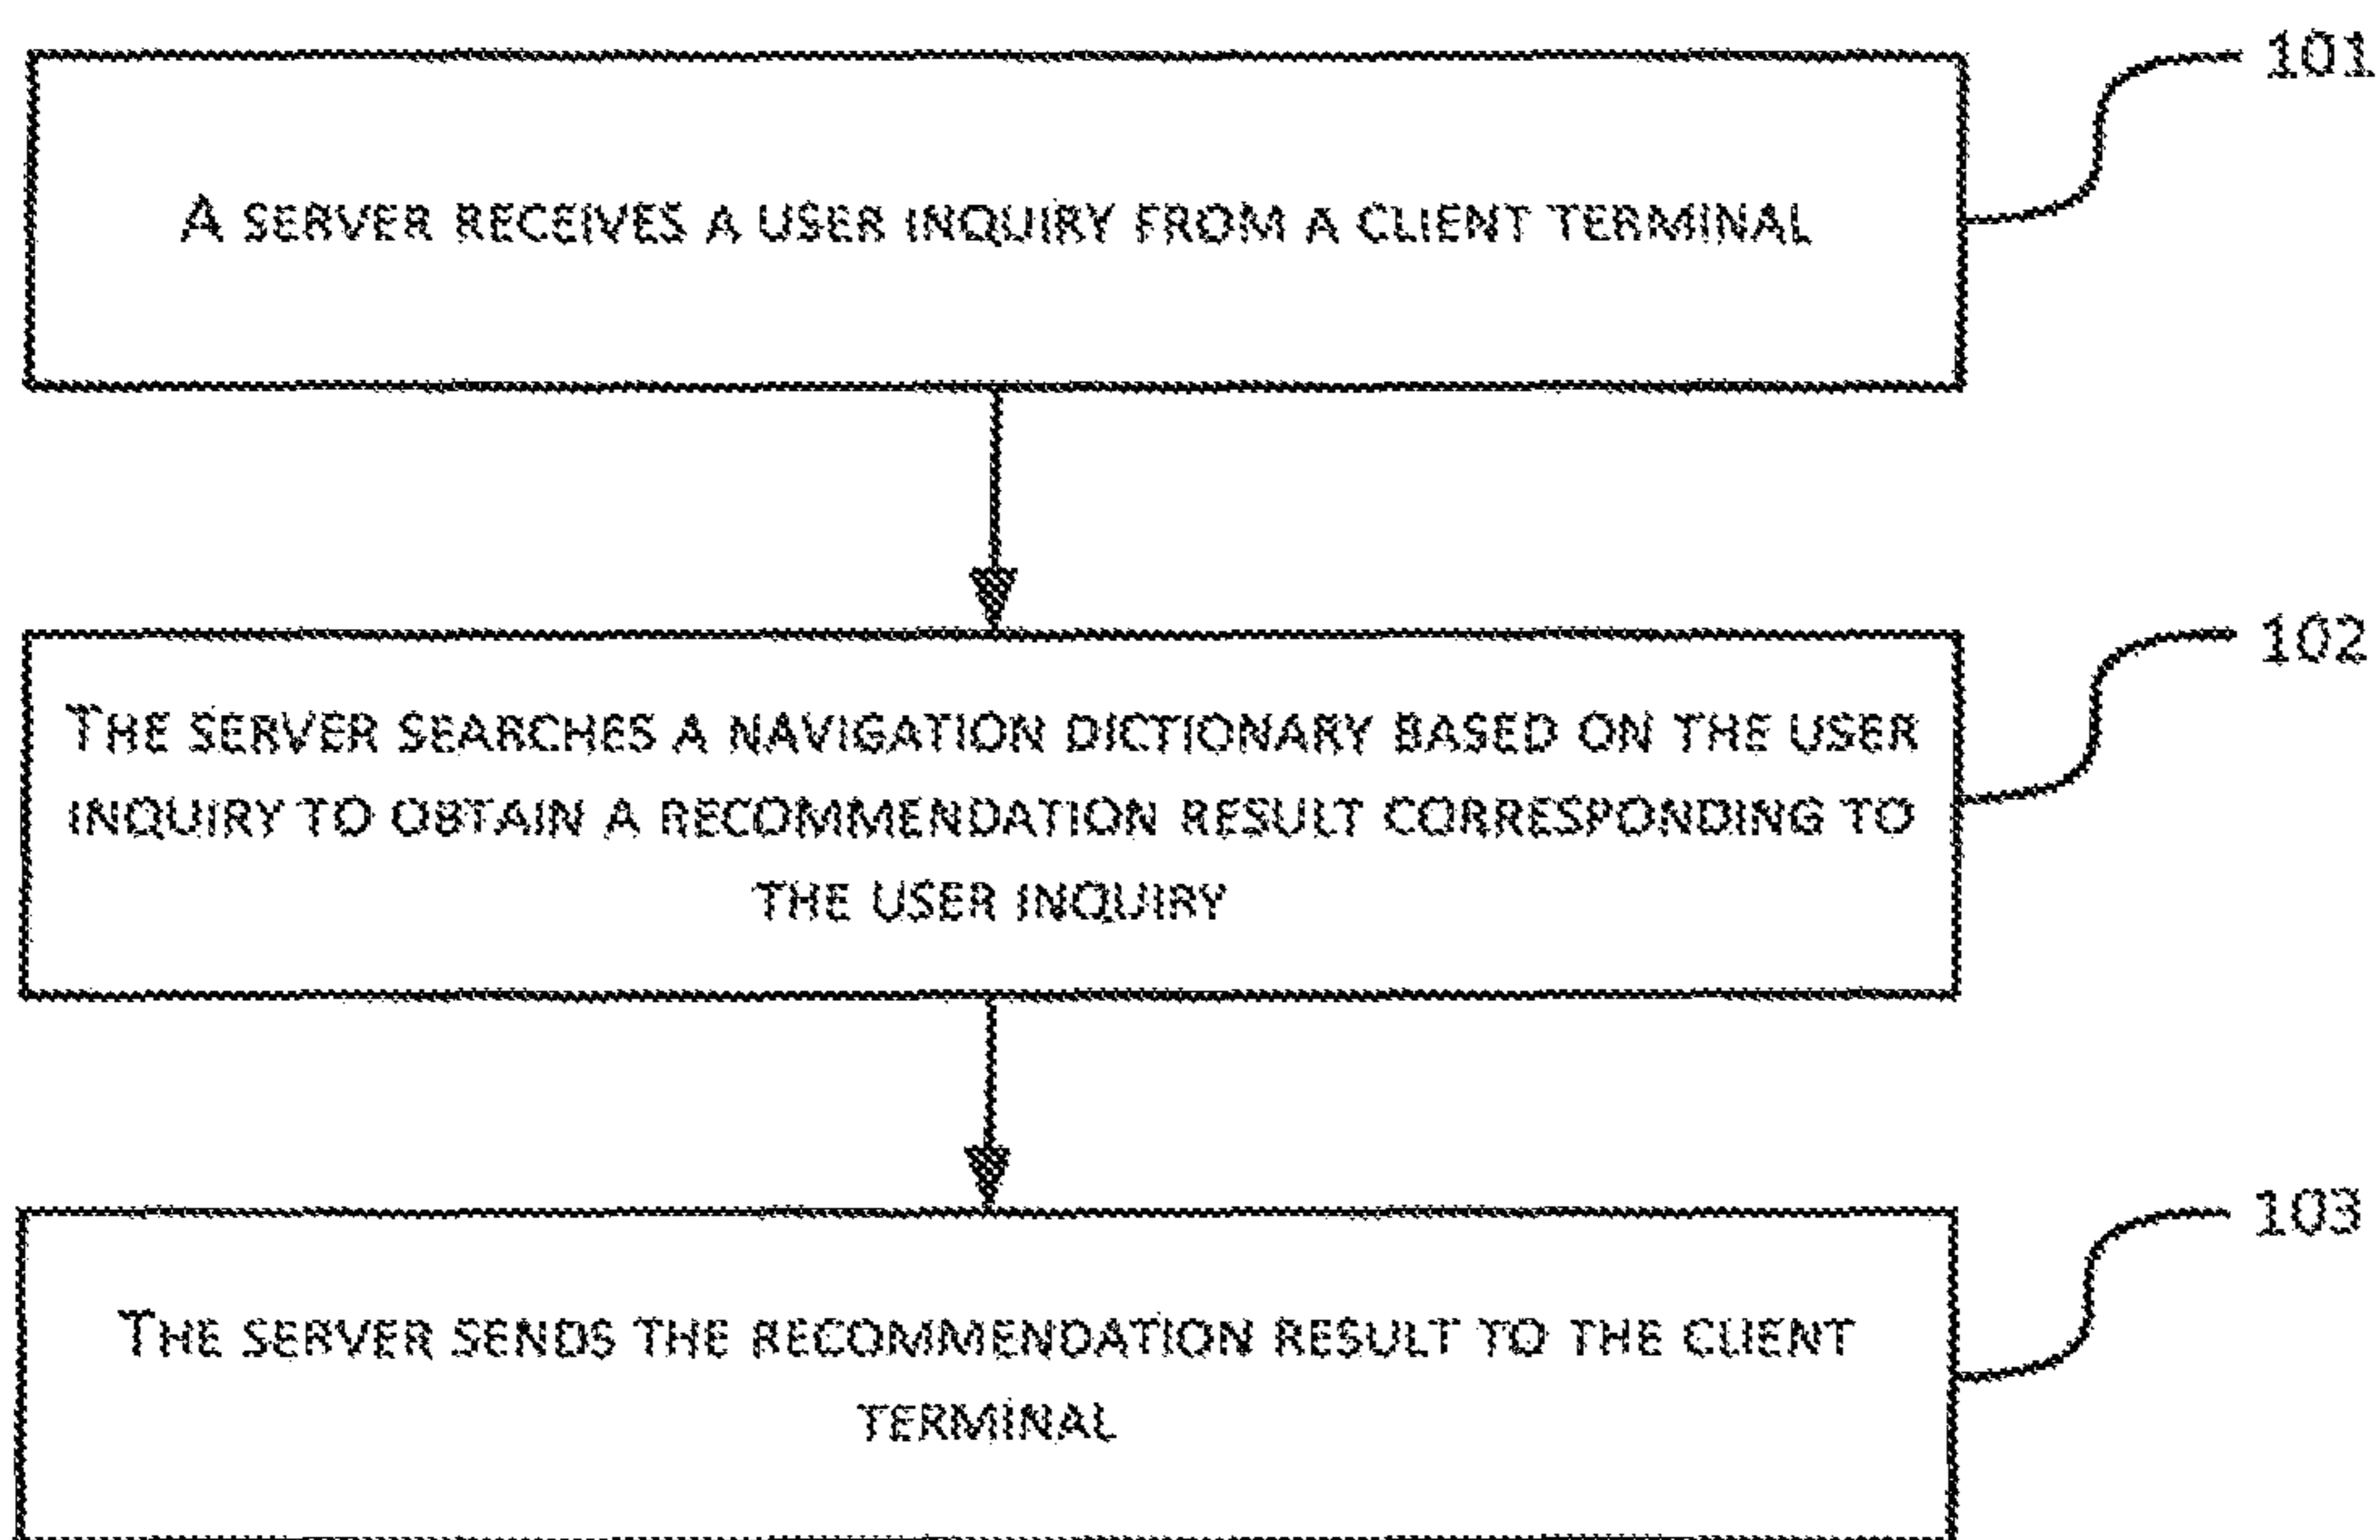 101
A SERVER RECEIVES A USER INQUIRY FROM A CLIENT TERMINAL
102
THE SERVER SEARCHES A NAVIGATION DICTIONARY BASED ON THE USER
INQUIRY TO OBTAIN A RECOMMENDATION RESULT CORRESPONDING TO
THE USER INQUIRY
103
THE SERVER SENDS THE RECOMMENDATION RESULT TO THE CLIENT
TERMINAL